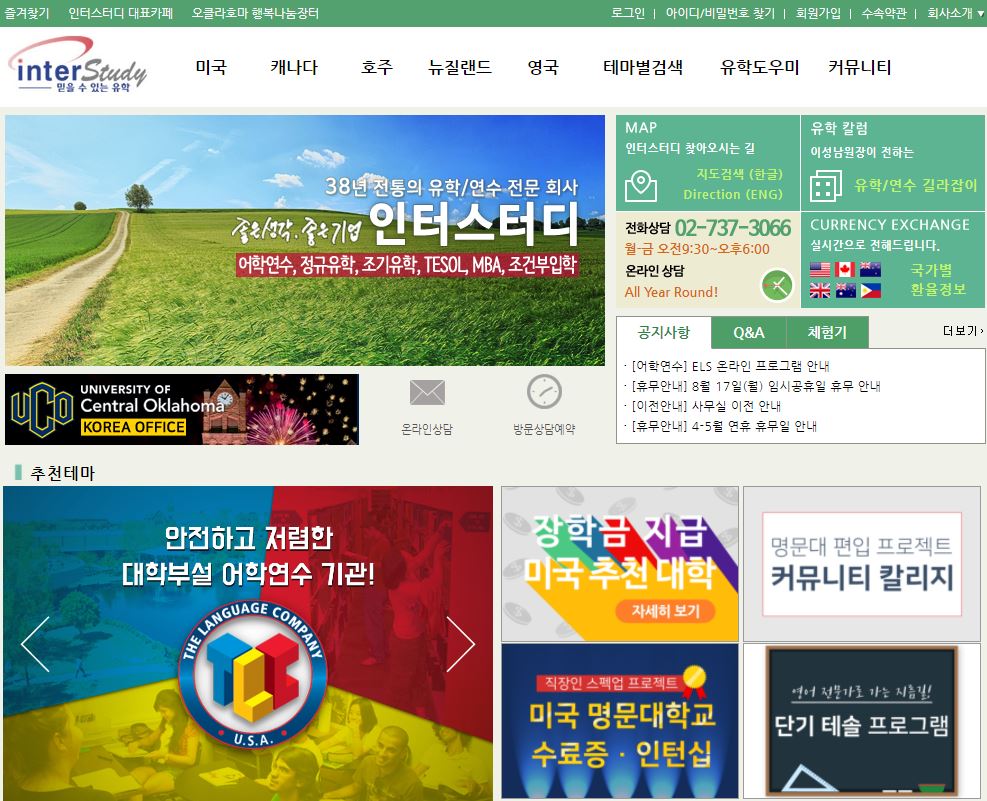 즐겨찾기 인터스터디 대표카페 오클라호마 행복나눔장터 로그인 | 아이디/비밀번호 찾기 | 회원가입 | 수속약관 | 회사소개 ▼
interStudy
믿을 수 있는 유학
미국 캐나다 호주 뉴질랜드 영국 테마별검색 유학도우미 커뮤니티
38년 전통의 유학/연수 전문 회사
좋은생각, 좋은기업 인터스터디
어학연수, 정규유학, 조기유학, TESOL, MBA, 조건부입학
MAP
인터스터디 찾아오시는 길
지도검색 (한글)
Direction (ENG)
유학 칼럼
이성남원장이 전하는
유학/연수 길라잡이
전화상담 02-737-3066
월-금 오전9:30~오후6:00
온라인 상담
All Year Round!
CURRENCY EXCHANGE
실시간으로 전해드립니다.
국가별
환율정보
공지사항 Q&A 체험기 더보기›
· [어학연수] ELS 온라인 프로그램 안내
· [휴무안내] 8월 17일(월) 임시공휴일 휴무 안내
· [이전안내] 사무실 이전 안내
· [휴무안내] 4-5월 연휴 휴무일 안내
UCO
UNIVERSITY OF
Central Oklahoma
KOREA OFFICE
온라인상담 방문상담예약
추천테마
안전하고 저렴한
대학부설 어학연수 기관!
THE LANGUAGE COMPANY
TLC
· U.S.A. ·
장학금 지급
미국 추천 대학
자세히 보기
명문대 편입 프로젝트
커뮤니티 칼리지
직장인 스펙업 프로젝트
미국 명문대학교
수료증 · 인턴십
영어 전문가로 가는 지름길!
단기 테솔 프로그램